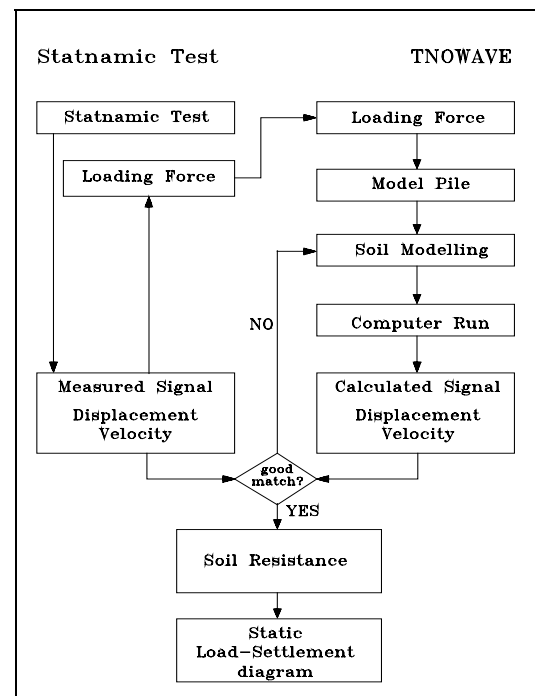 Statnamic Test
TNOWAVE
Statnamic Test
Loading Force
Loading Force
Model Pile
Soil Modelling
NO
Computer Run
Measured Signal
Displacement
Velocity
Calculated Signal
Displacement
Velocity
good
match?
YES
Soil Resistance
Static
Load-Settlement
diagram